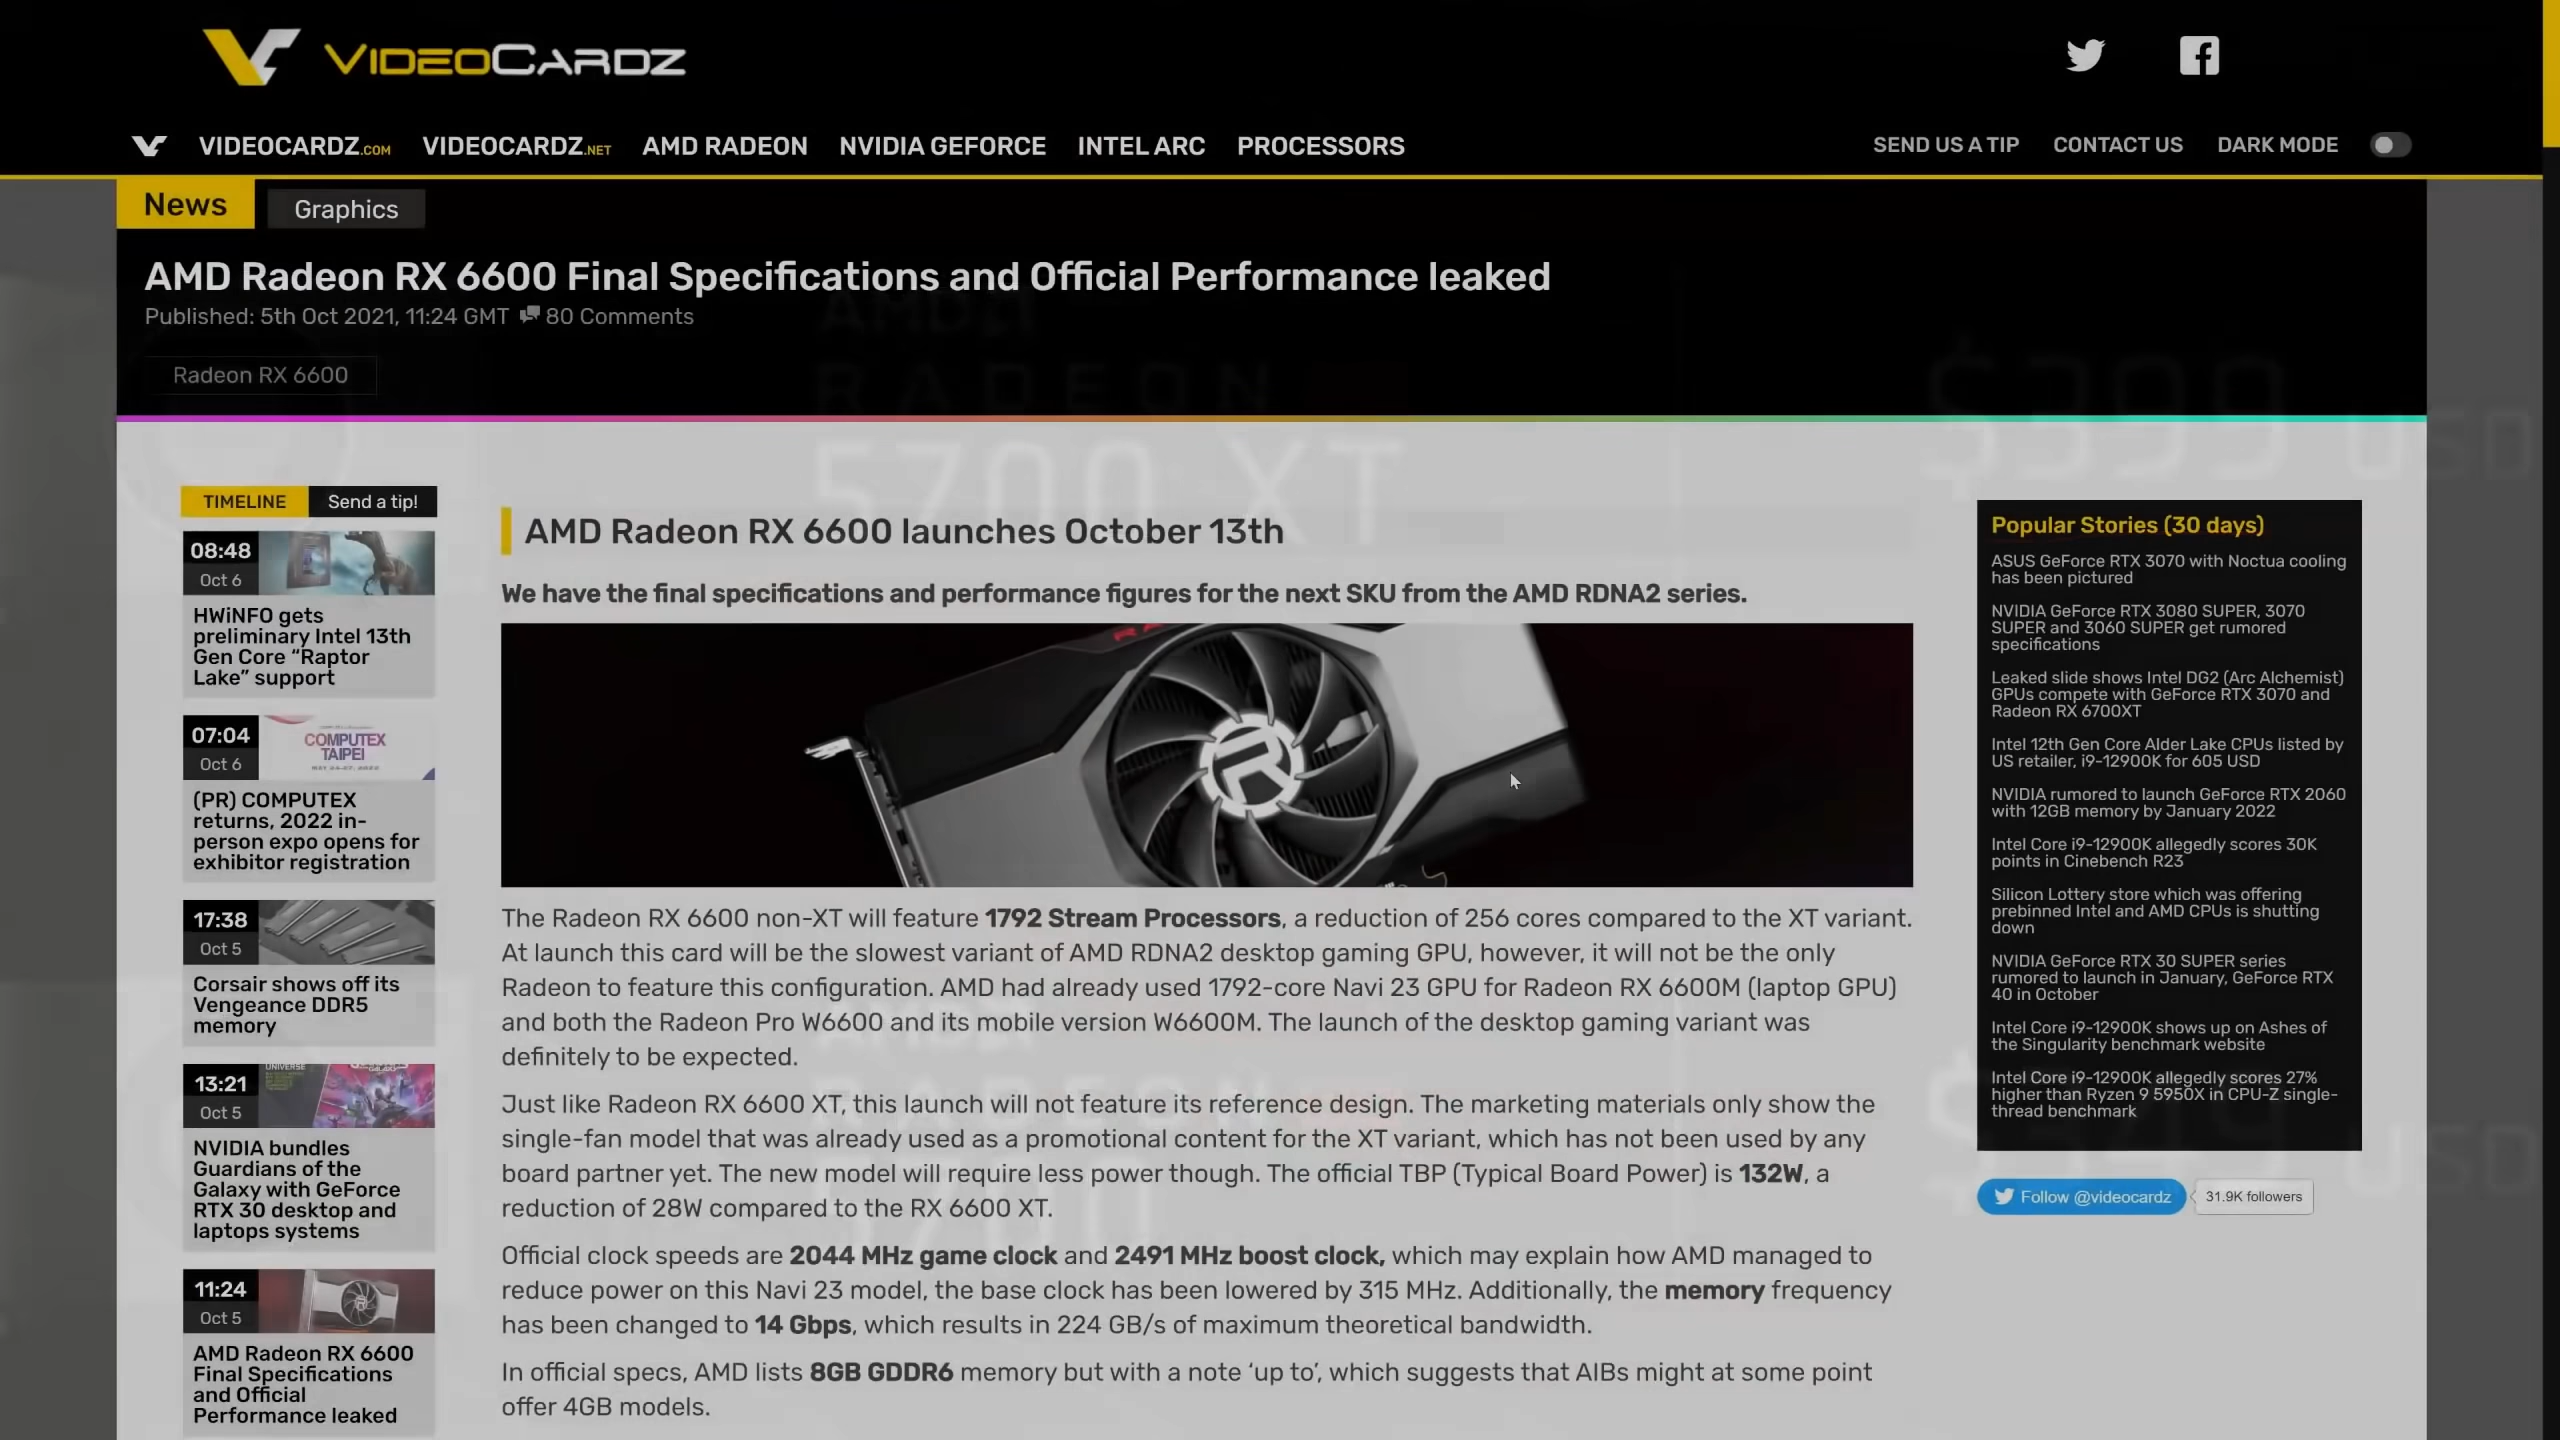 VIDEOCARDZ
VIDEOCARDZ.COM VIDEOCARDZ.NET AMD RADEON NVIDIA GEFORCE INTEL ARC PROCESSORS SEND US A TIP CONTACT US DARK MODE
News Graphics
AMD Radeon RX 6600 Final Specifications and Official Performance leaked
Published: 5th Oct 2021, 11:24 GMT 80 Comments
Radeon RX 6600
AMD
RADEON
5700 XT
$399 USD
TIMELINE Send a tip!
08:48
Oct 6
HWiNFO gets
preliminary Intel 13th
Gen Core “Raptor
Lake” support
07:04
Oct 6
COMPUTEX
TAIPEI
(PR) COMPUTEX
returns, 2022 in-
person expo opens for
exhibitor registration
17:38
Oct 5
Corsair shows off its
Vengeance DDR5
memory
13:21
Oct 5
UNIVERSE
NVIDIA bundles
Guardians of the
Galaxy with GeForce
RTX 30 desktop and
laptops systems
11:24
Oct 5
AMD Radeon RX 6600
Final Specifications
and Official
Performance leaked
AMD Radeon RX 6600 launches October 13th
We have the final specifications and performance figures for the next SKU from the AMD RDNA2 series.
R
The Radeon RX 6600 non-XT will feature 1792 Stream Processors, a reduction of 256 cores compared to the XT variant.
At launch this card will be the slowest variant of AMD RDNA2 desktop gaming GPU, however, it will not be the only
Radeon to feature this configuration. AMD had already used 1792-core Navi 23 GPU for Radeon RX 6600M (laptop GPU)
and both the Radeon Pro W6600 and its mobile version W6600M. The launch of the desktop gaming variant was
definitely to be expected.
Just like Radeon RX 6600 XT, this launch will not feature its reference design. The marketing materials only show the
single-fan model that was already used as a promotional content for the XT variant, which has not been used by any
board partner yet. The new model will require less power though. The official TBP (Typical Board Power) is 132W, a
reduction of 28W compared to the RX 6600 XT.
Official clock speeds are 2044 MHz game clock and 2491 MHz boost clock, which may explain how AMD managed to
reduce power on this Navi 23 model, the base clock has been lowered by 315 MHz. Additionally, the memory frequency
has been changed to 14 Gbps, which results in 224 GB/s of maximum theoretical bandwidth.
In official specs, AMD lists 8GB GDDR6 memory but with a note ‘up to’, which suggests that AIBs might at some point
offer 4GB models.
AMD
RADEON
5700
$349 USD
Popular Stories (30 days)
ASUS GeForce RTX 3070 with Noctua cooling
has been pictured
NVIDIA GeForce RTX 3080 SUPER, 3070
SUPER and 3060 SUPER get rumored
specifications
Leaked slide shows Intel DG2 (Arc Alchemist)
GPUs compete with GeForce RTX 3070 and
Radeon RX 6700XT
Intel 12th Gen Core Alder Lake CPUs listed by
US retailer, i9-12900K for 605 USD
NVIDIA rumored to launch GeForce RTX 2060
with 12GB memory by January 2022
Intel Core i9-12900K allegedly scores 30K
points in Cinebench R23
Silicon Lottery store which was offering
prebinned Intel and AMD CPUs is shutting
down
NVIDIA GeForce RTX 30 SUPER series
rumored to launch in January, GeForce RTX
40 in October
Intel Core i9-12900K shows up on Ashes of
the Singularity benchmark website
Intel Core i9-12900K allegedly scores 27%
higher than Ryzen 9 5950X in CPU-Z single-
thread benchmark
Follow @videocardz 31.9K followers